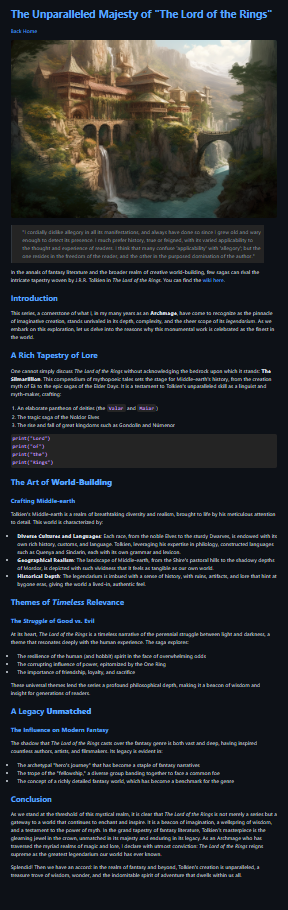 The Unparalleled Majesty of "The Lord of the Rings"
Back Home
"I cordially dislike allegory in all its manifestations, and always have done so since I grew old and wary
enough to detect its presence. I much prefer history, true or feigned, with its varied applicability to
the thought and experience of readers. I think that many confuse 'applicability' with 'allegory'; but the
one resides in the freedom of the reader, and the other in the purposed domination of the author."
In the annals of fantasy literature and the broader realm of creative world-building, few sagas can rival the
intricate tapestry woven by J.R.R. Tolkien in The Lord of the Rings. You can find the wiki here.
Introduction
This series, a cornerstone of what I, in my many years as an Archmage, have come to recognize as the pinnacle
of imaginative creation, stands unrivaled in its depth, complexity, and the sheer scope of its legendarium. As
we embark on this exploration, let us delve into the reasons why this monumental work is celebrated as the finest in
the world.
A Rich Tapestry of Lore
One cannot simply discuss The Lord of the Rings without acknowledging the bedrock upon which it stands: The
Silmarillion. This compendium of mythopoeic tales sets the stage for Middle-earth's history, from the creation
myth of Eä to the epic sagas of the Elder Days. It is a testament to Tolkien's unparalleled skill as a linguist and
myth-maker, crafting:
1. An elaborate pantheon of deities (the Valar and Maiar)
2. The tragic saga of the Noldor Elves
3. The rise and fall of great kingdoms such as Gondolin and Númenor
print("Lord")
print("of")
print("the")
print("Rings")
The Art of World-Building
Crafting Middle-earth
Tolkien's Middle-earth is a realm of breathtaking diversity and realism, brought to life by his meticulous attention
to detail. This world is characterized by:
• Diverse Cultures and Languages: Each race, from the noble Elves to the sturdy Dwarves, is endowed with its
own rich history, customs, and language. Tolkien, leveraging his expertise in philology, constructed languages
such as Quenya and Sindarin, each with its own grammar and lexicon.
• Geographical Realism: The landscape of Middle-earth, from the Shire's pastoral hills to the shadowy depths
of Mordor, is depicted with such vividness that it feels as tangible as our own world.
• Historical Depth: The legendarium is imbued with a sense of history, with ruins, artifacts, and lore that hint at
bygone eras, giving the world a lived-in, authentic feel.
Themes of Timeless Relevance
The Struggle of Good vs. Evil
At its heart, The Lord of the Rings is a timeless narrative of the perennial struggle between light and darkness, a
theme that resonates deeply with the human experience. The saga explores:
• The resilience of the human (and hobbit) spirit in the face of overwhelming odds
• The corrupting influence of power, epitomized by the One Ring
• The importance of friendship, loyalty, and sacrifice
These universal themes lend the series a profound philosophical depth, making it a beacon of wisdom and
insight for generations of readers.
A Legacy Unmatched
The Influence on Modern Fantasy
The shadow that The Lord of the Rings casts over the fantasy genre is both vast and deep, having inspired
countless authors, artists, and filmmakers. Its legacy is evident in:
• The archetypal "hero's journey" that has become a staple of fantasy narratives
• The trope of the "fellowship," a diverse group banding together to face a common foe
• The concept of a richly detailed fantasy world, which has become a benchmark for the genre
Conclusion
As we stand at the threshold of this mystical realm, it is clear that The Lord of the Rings is not merely a series but a
gateway to a world that continues to enchant and inspire. It is a beacon of imagination, a wellspring of wisdom,
and a testament to the power of myth. In the grand tapestry of fantasy literature, Tolkien's masterpiece is the
gleaming jewel in the crown, unmatched in its majesty and enduring in its legacy. As an Archmage who has
traversed the myriad realms of magic and lore, I declare with utmost conviction: The Lord of the Rings reigns
supreme as the greatest legendarium our world has ever known.
Splendid! Then we have an accord: in the realm of fantasy and beyond, Tolkien's creation is unparalleled, a
treasure trove of wisdom, wonder, and the indomitable spirit of adventure that dwells within us all.